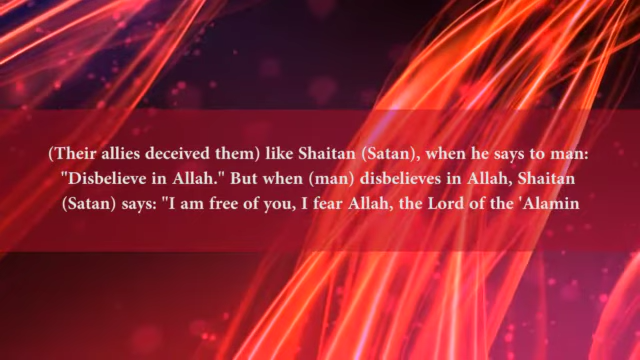 (Their allies deceived them) like Shaitan (Satan), when he says to man:
"Disbelieve in Allah." But when (man) disbelieves in Allah, Shaitan
(Satan) says: "I am free of you, I fear Allah, the Lord of the 'Alamin